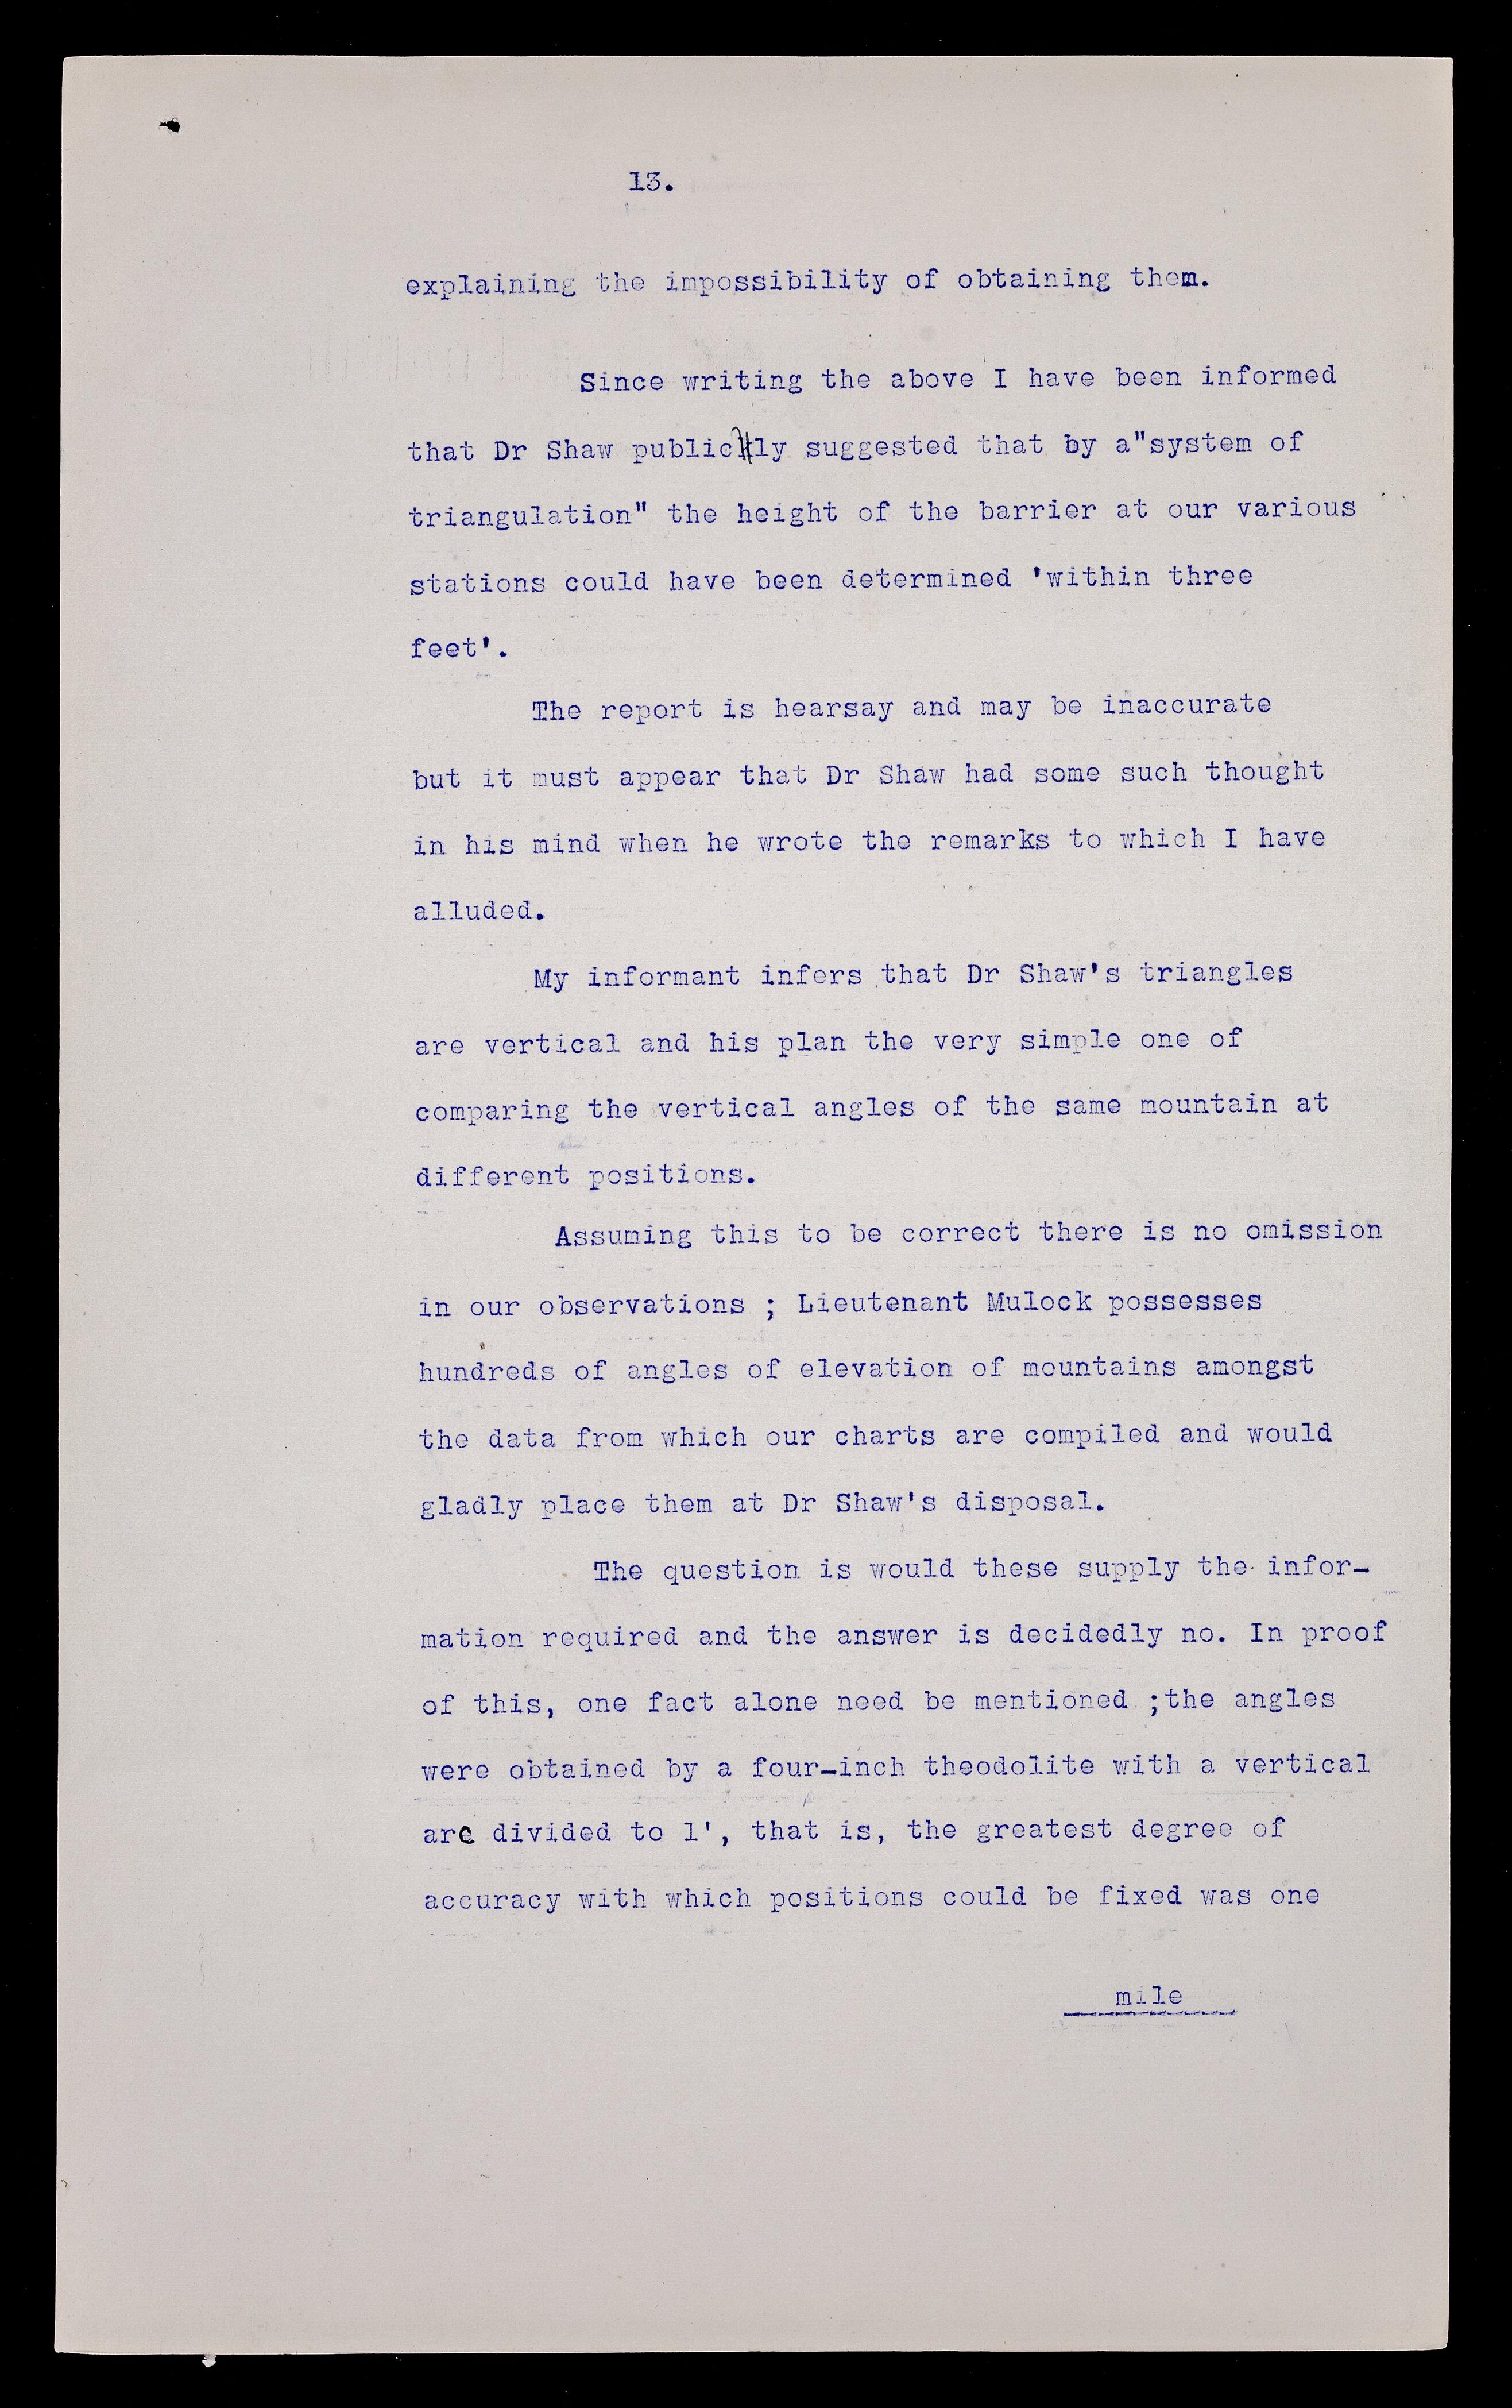 13.
explaining the impossibility of obtaining them.
Since writing the above I have been informed
that Dr Shaw publicly suggested that by a"system of
triangulation" the height of the barrier at our various
stations could have been determined 'within three
feet'.
The report is hearsay and may be inaccurate
but it must appear that Dr Shaw had some such thought
in his mind when he wrote the remarks to which I have
alluded.
My informant infers that Dr Shaw's triangles
are vertical and his plan the very simple one of
comparing the vertical angles of the same mountain at
different positions.
Assuming this to be correct there is no omission
in our observations ; Lieutenant Mulock possesses
hundreds of angles of elevation of mountains amongst
the data from which our charts are compiled and would
gladly place them at Dr Shaw's disposal.
The question is would these supply the infor-
mation required and the answer is decidedly no. In proof
of this, one fact alone need be mentioned ;the angles
were obtained by a four-inch theodolite with a vertical
arc divided to 1', that is, the greatest degree of
accuracy with which positions could be fixed was one
mile